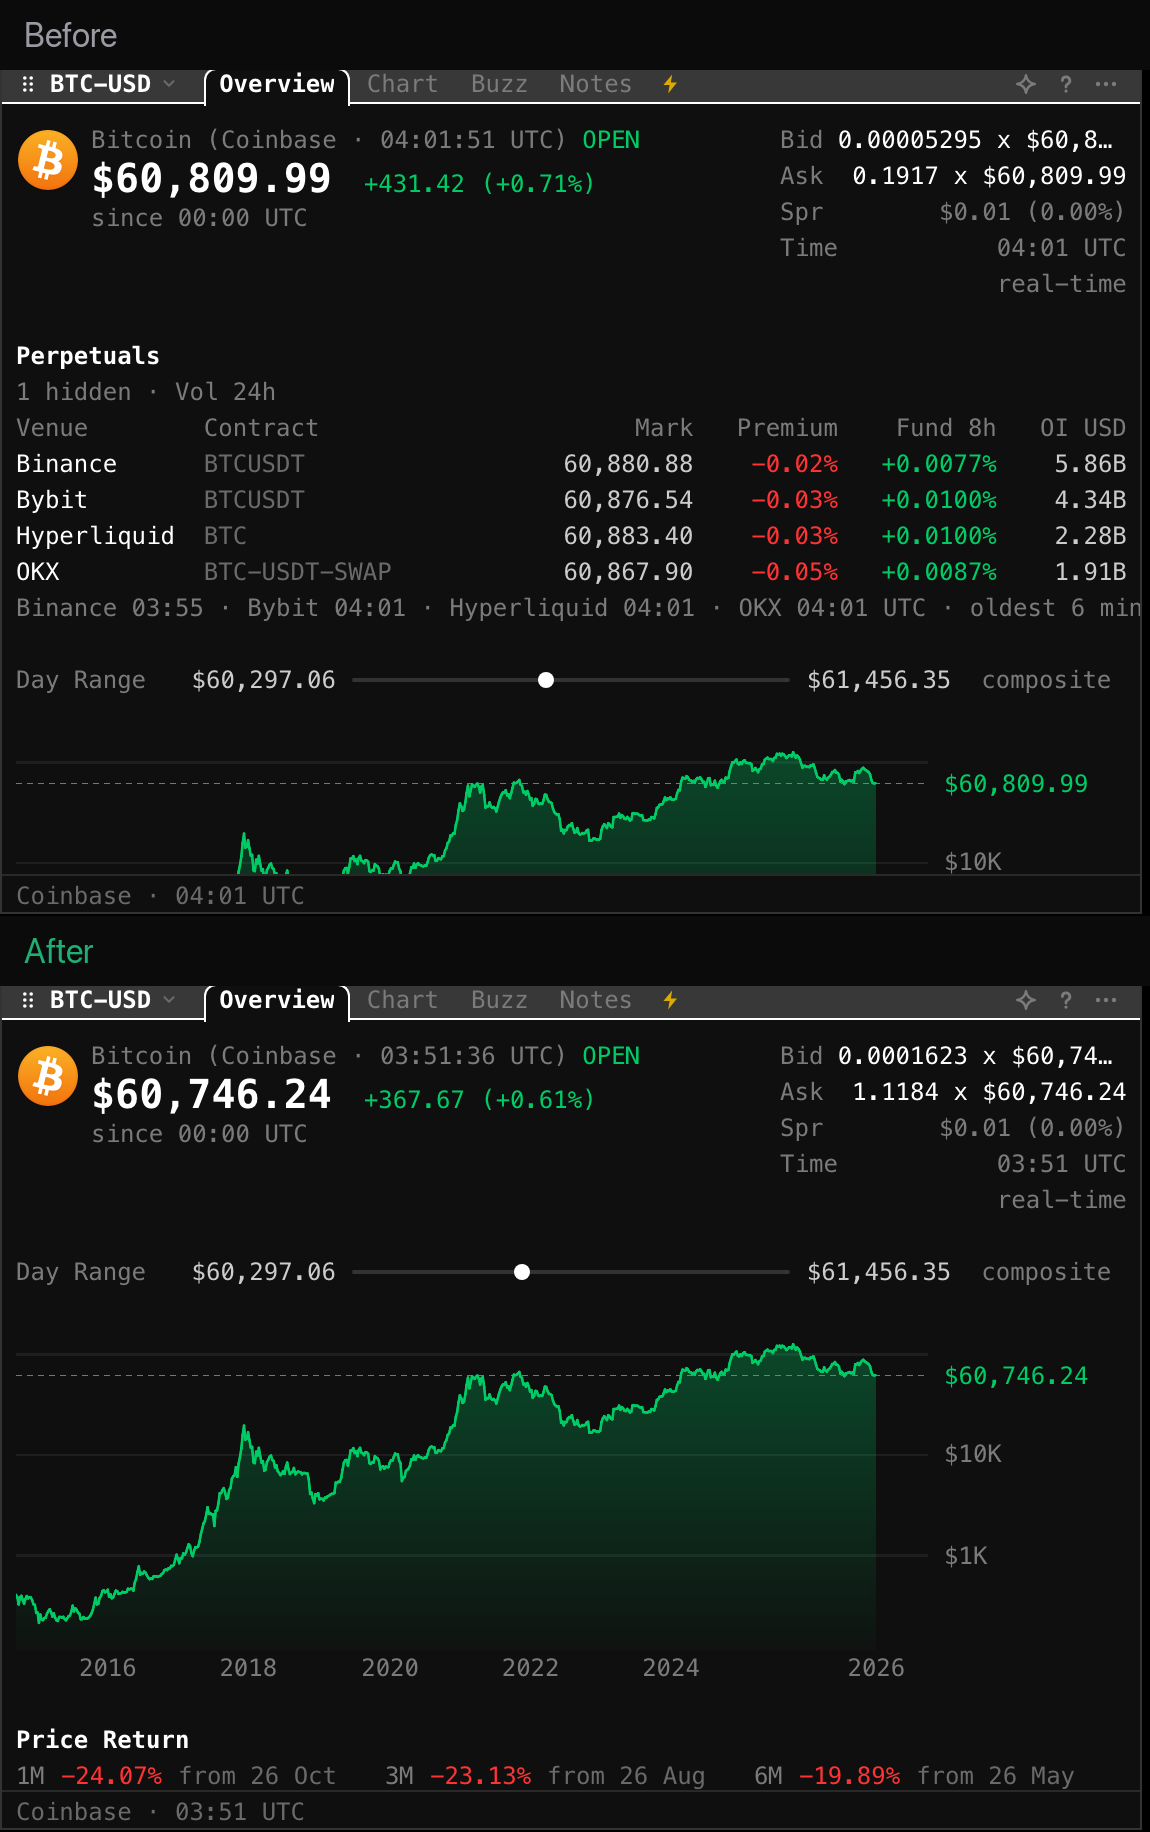 Before
BTC-USD Overview Chart Buzz Notes ?
Bitcoin (Coinbase · 04:01:51 UTC) OPEN
$60,809.99 +431.42 (+0.71%)
since 00:00 UTC
Bid 0.00005295 x $60,8…
Ask 0.1917 x $60,809.99
Spr $0.01 (0.00%)
Time 04:01 UTC
real-time
Perpetuals
1 hidden · Vol 24h
Venue Contract Mark Premium Fund 8h OI USD
Binance BTCUSDT 60,880.88 -0.02% +0.0077% 5.86B
Bybit BTCUSDT 60,876.54 -0.03% +0.0100% 4.34B
Hyperliquid BTC 60,883.40 -0.03% +0.0100% 2.28B
OKX BTC-USDT-SWAP 60,867.90 -0.05% +0.0087% 1.91B
Binance 03:55 · Bybit 04:01 · Hyperliquid 04:01 · OKX 04:01 UTC · oldest 6 min
Day Range $60,297.06 $61,456.35 composite
$60,809.99
$10K
Coinbase · 04:01 UTC
After
BTC-USD Overview Chart Buzz Notes ?
Bitcoin (Coinbase · 03:51:36 UTC) OPEN
$60,746.24 +367.67 (+0.61%)
since 00:00 UTC
Bid 0.0001623 x $60,74…
Ask 1.1184 x $60,746.24
Spr $0.01 (0.00%)
Time 03:51 UTC
real-time
Day Range $60,297.06 $61,456.35 composite
$60,746.24
$10K
$1K
2016 2018 2020 2022 2024 2026
Price Return
1M -24.07% from 26 Oct 3M -23.13% from 26 Aug 6M -19.89% from 26 May
Coinbase · 03:51 UTC